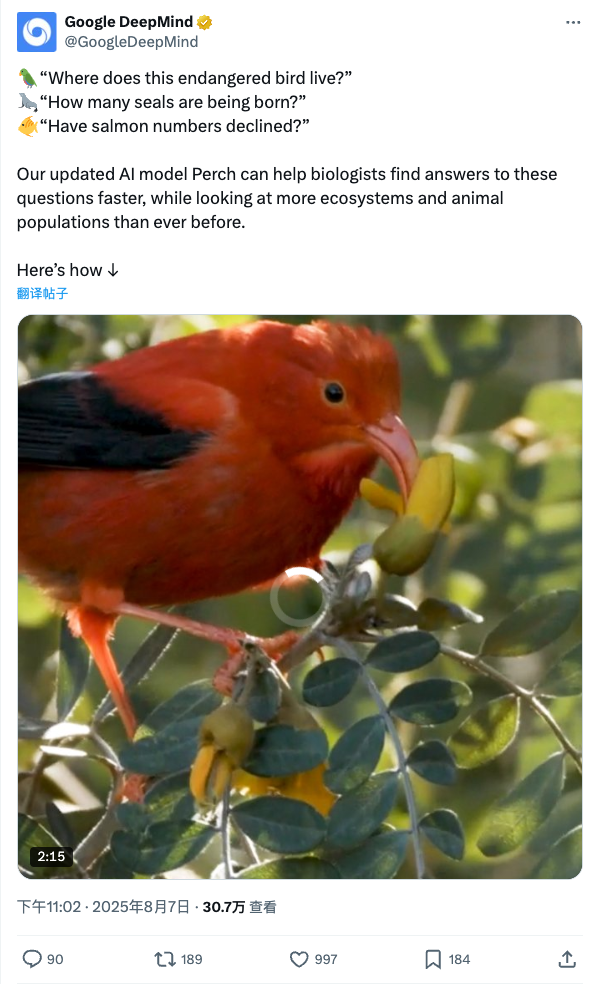 Google DeepMind
@GoogleDeepMind
🦜“Where does this endangered bird live?”
🦭“How many seals are being born?”
🐠“Have salmon numbers declined?”
Our updated AI model Perch can help biologists find answers to these
questions faster, while looking at more ecosystems and animal
populations than ever before.
Here’s how ↓
翻译帖子
2:15
下午11:02 · 2025年8月7日 · 30.7万 查看
90 189 997 184